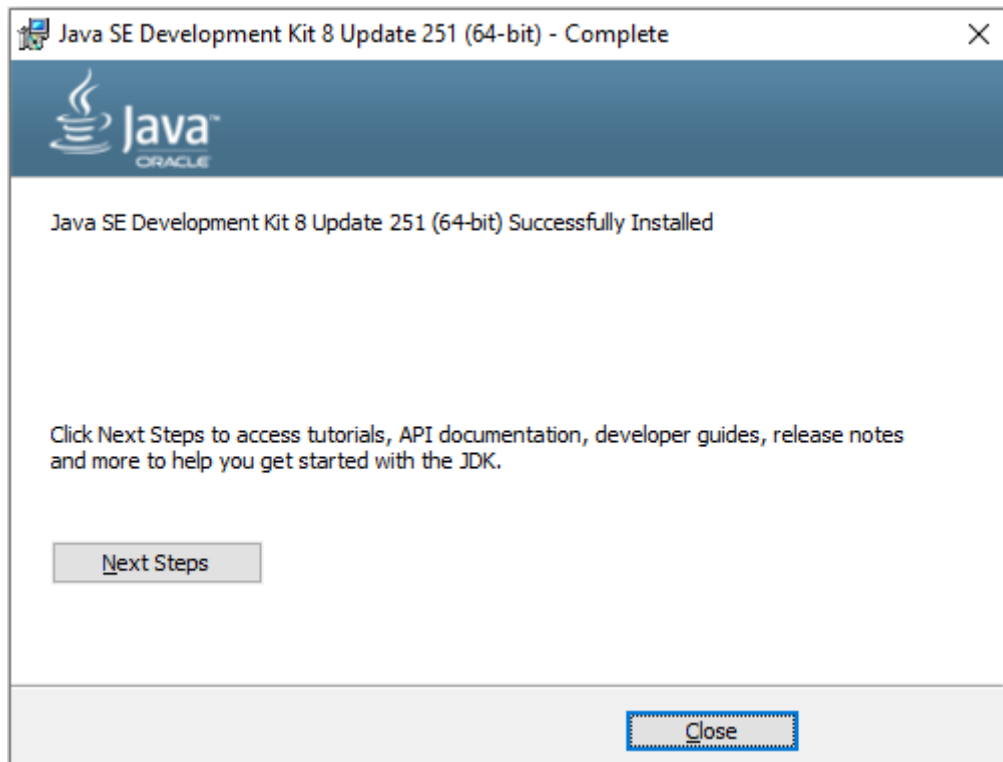 Java SE Development Kit 8 Update 251 (64-bit) - Complete
Java™
ORACLE
Java SE Development Kit 8 Update 251 (64-bit) Successfully Installed
Click Next Steps to access tutorials, API documentation, developer guides, release notes
and more to help you get started with the JDK.
Next Steps
Close